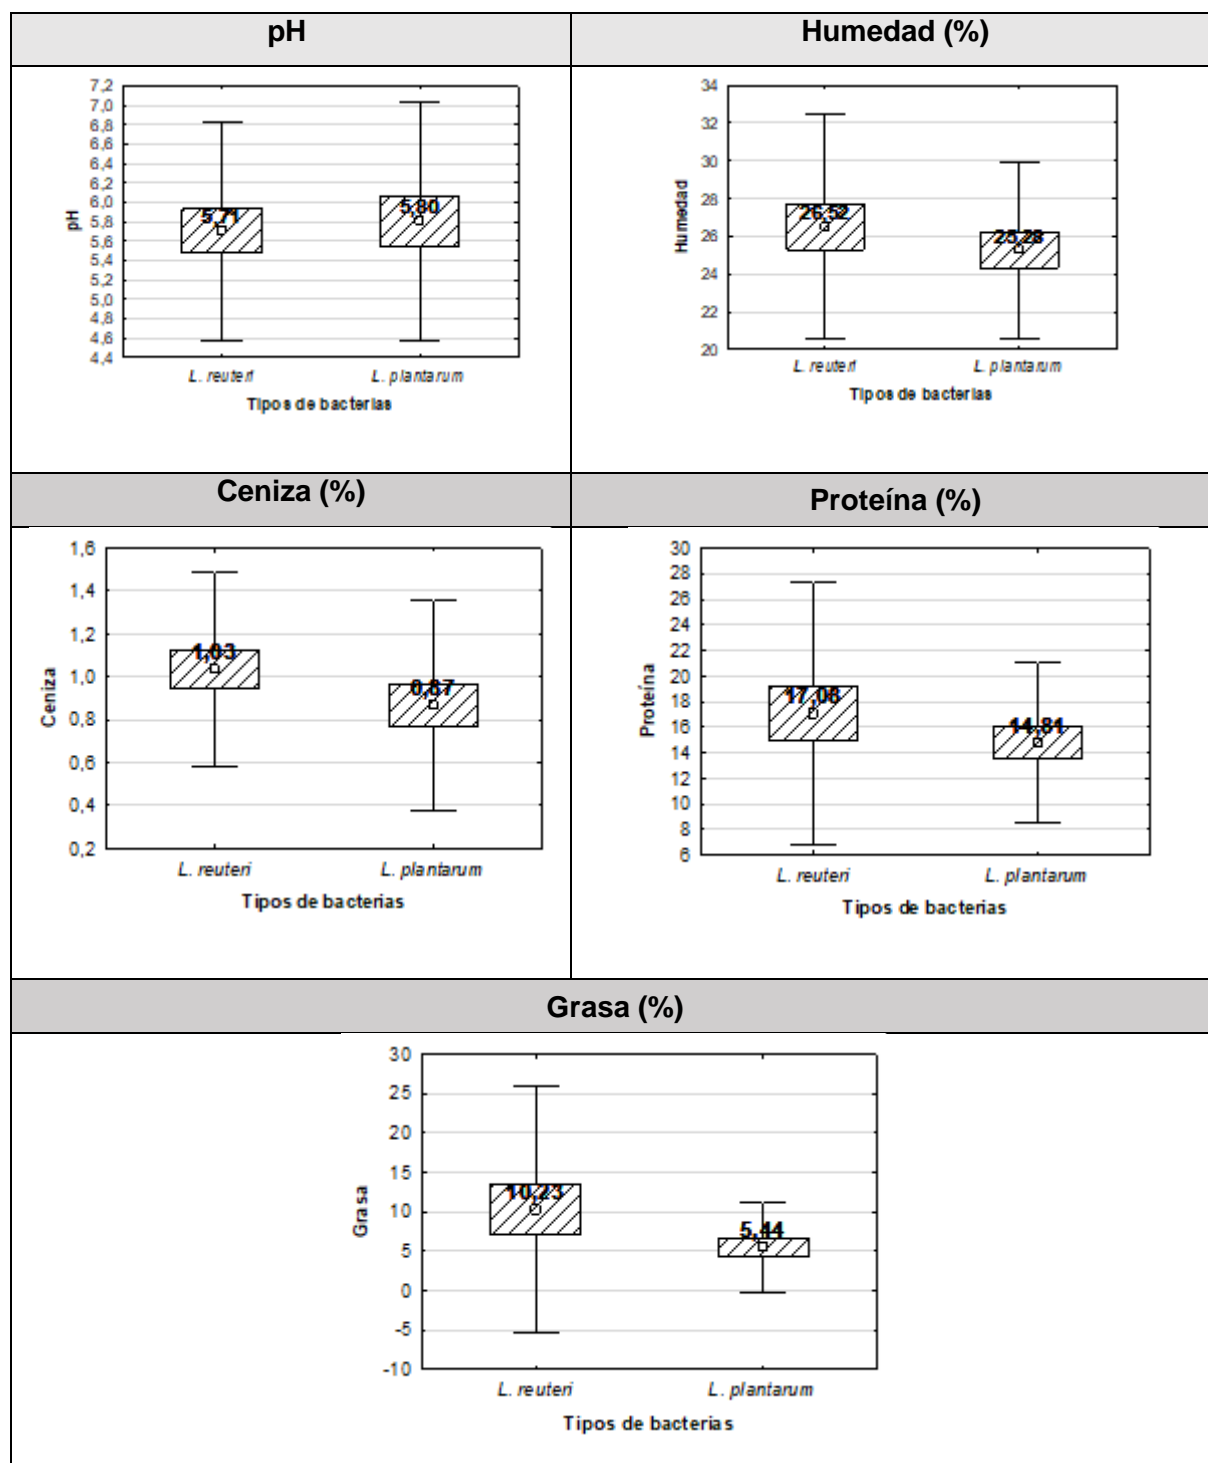 pH
Humedad (%)
7,2
7,0
6,8
6,6
6,4
6,2
6,0
5,8
5,6
5,4
5,2
5,0
4,8
4,6
4,4
pH
5,71
5,80
L. reuteri
L. plantarum
Tipos de bacterias
34
32
30
28
26
24
22
20
Humedad
26,52
25,28
L. reuteri
L. plantarum
Tipos de bacterias
Ceniza (%)
Proteína (%)
1,6
1,4
1,2
1,0
0,8
0,6
0,4
0,2
Ceniza
1,03
0,87
L. reuteri
L. plantarum
Tipos de bacterias
30
28
26
24
22
20
18
16
14
12
10
8
6
Proteína
17,08
14,81
L. reuteri
L. plantarum
Tipos de bacterias
Grasa (%)
30
25
20
15
10
5
0
-5
-10
Grasa
10,23
5,44
L. reuteri
L. plantarum
Tipos de bacterias